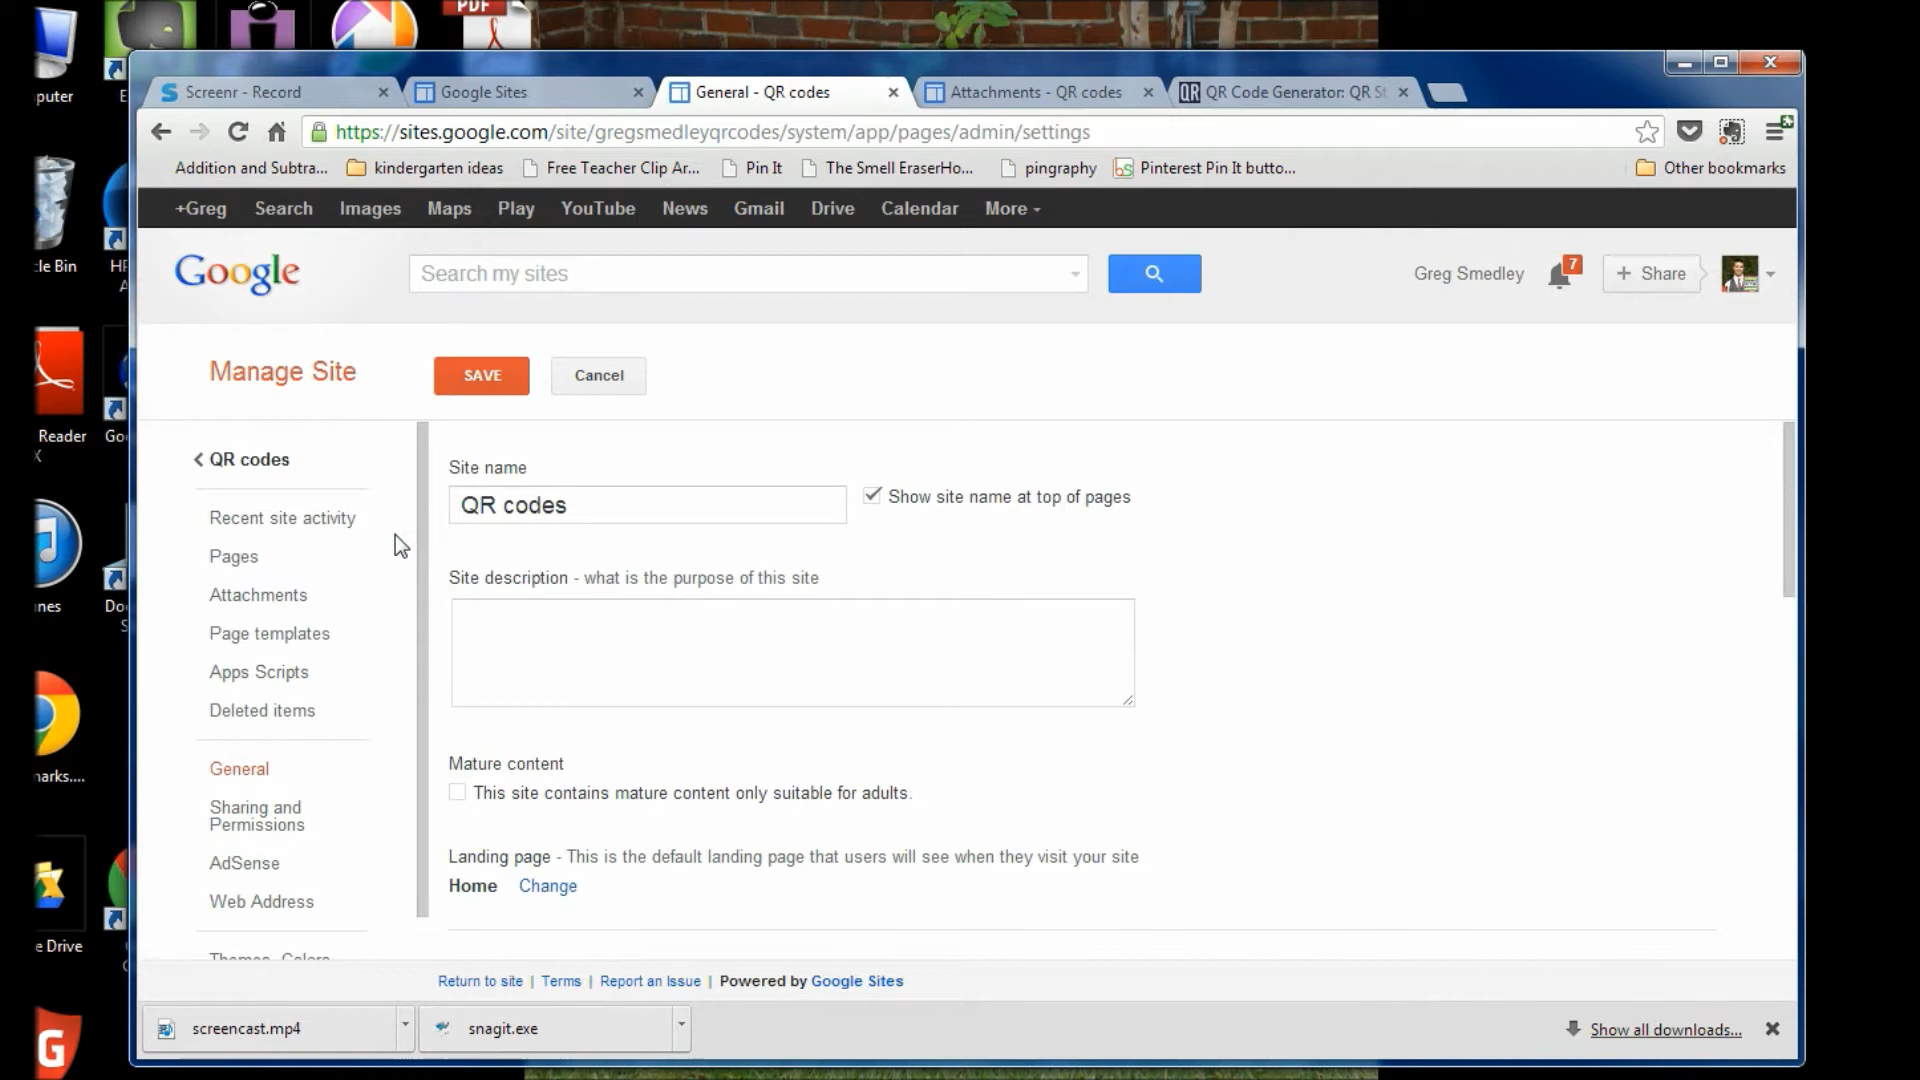 PDF
Screenr - Record
Google Sites
General - QR codes
Attachments - QR codes
QR Code Generator: QR St
https://sites.google.com/site/gregsmedleyqrcodes/system/app/pages/admin/settings
Addition and Subtra...
kindergarten ideas
Free Teacher Clip Ar...
Pin It
The Smell EraserHo...
pingraphy
Pinterest Pin It butto...
Other bookmarks
+Greg Search Images Maps Play YouTube News Gmail Drive Calendar More
Google
Search my sites
Greg Smedley
7
+ Share
Manage Site
SAVE
Cancel
QR codes
Recent site activity
Pages
Attachments
Page templates
Apps Scripts
Deleted items
General
Sharing and
Permissions
AdSense
Web Address
Site name
QR codes
Show site name at top of pages
Site description - what is the purpose of this site
Mature content
This site contains mature content only suitable for adults.
Landing page - This is the default landing page that users will see when they visit your site
Home Change
Return to site | Terms | Report an Issue | Powered by Google Sites
screencast.mp4
snagit.exe
Show all downloads...
puter
cle Bin
Reader
X
nes
narks....
e Drive